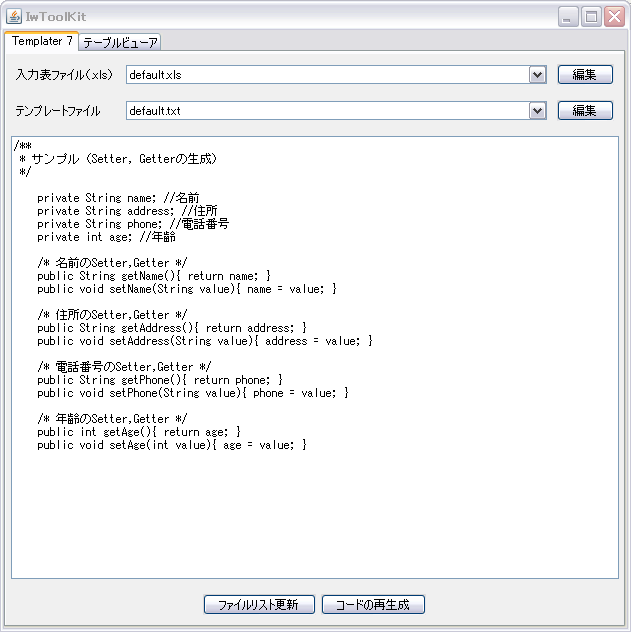 IwToolKit
Templater 7 テーブルビューア
入力表ファイル(.xls) default.xls 編集
テンプレートファイル default.txt 編集
/**
 * サンプル (Setter, Getterの生成)
 */
private String name; //名前
private String address; //住所
private String phone; //電話番号
private int age; //年齢
/* 名前のSetter,Getter */
public String getName(){ return name; }
public void setName(String value){ name = value; }
/* 住所のSetter,Getter */
public String getAddress(){ return address; }
public void setAddress(String value){ address = value; }
/* 電話番号のSetter,Getter */
public String getPhone(){ return phone; }
public void setPhone(String value){ phone = value; }
/* 年齢のSetter,Getter */
public int getAge(){ return age; }
public void setAge(int value){ age = value; }
ファイルリスト更新 コードの再生成